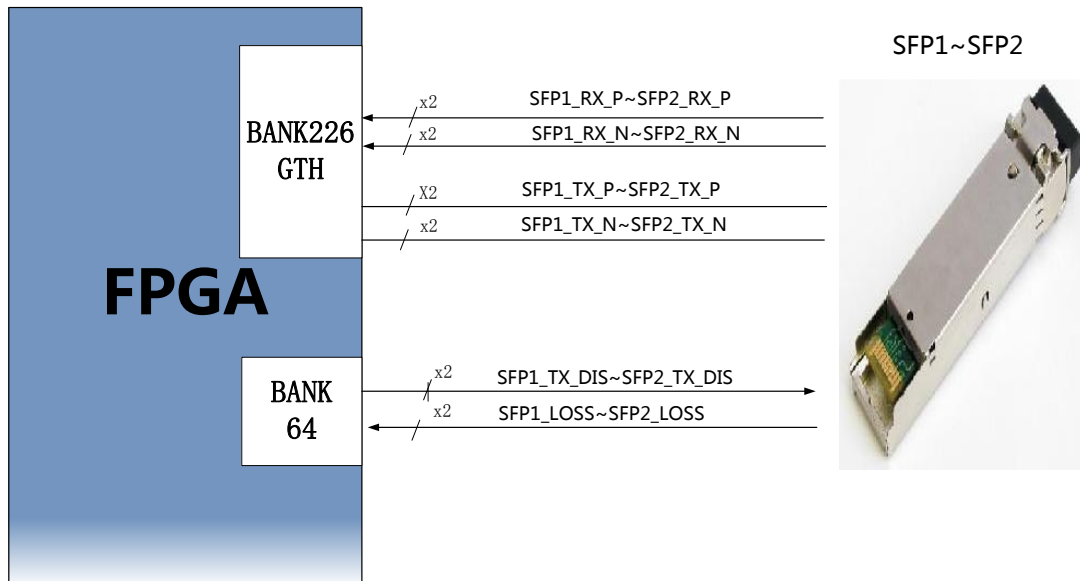 SFP1~SFP2
BANK226
GTH
x2
SFP1_RX_P~SFP2_RX_P
x2
SFP1_RX_N~SFP2_RX_N
X2
SFP1_TX_P~SFP2_TX_P
x2
SFP1_TX_N~SFP2_TX_N
FPGA
BANK
64
x2
SFP1_TX_DIS~SFP2_TX_DIS
x2
SFP1_LOSS~SFP2_LOSS